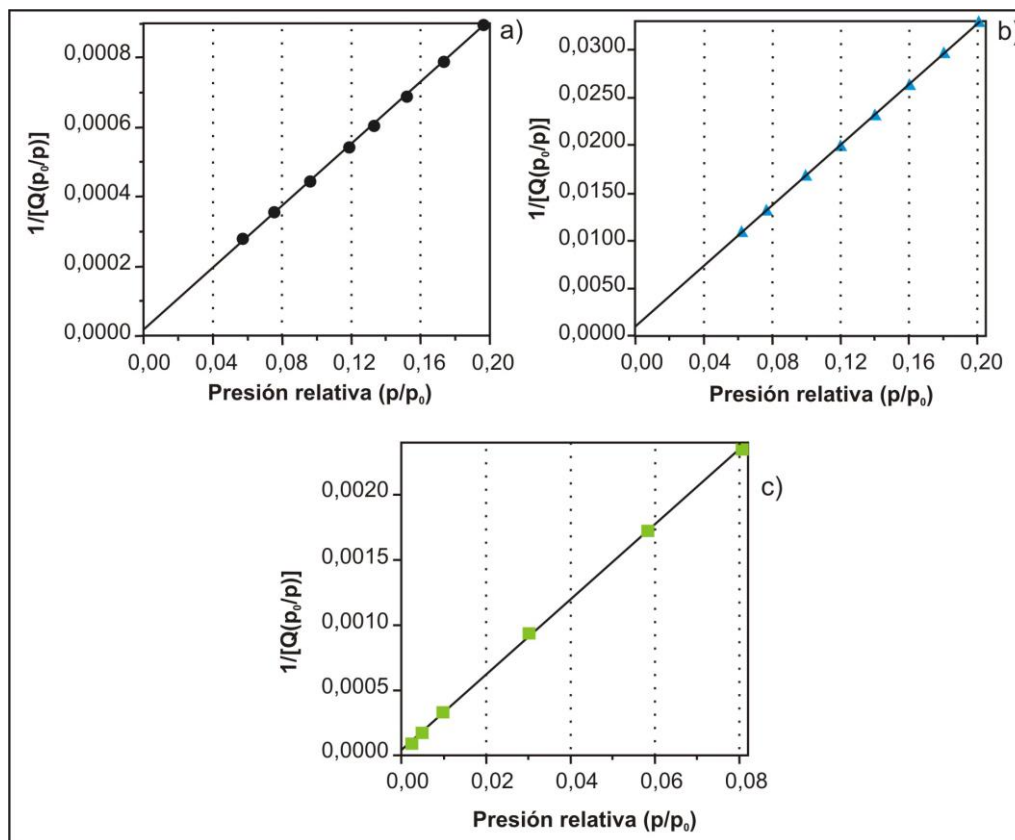 a)
0,0008
0,0006
0,0004
0,0002
0,0000
1/[Q(p₀/p)]
0,00 0,04 0,08 0,12 0,16 0,20
Presión relativa (p/p₀)
b)
0,0300
0,0250
0,0200
0,0150
0,0100
0,0050
0,0000
1/[Q(p₀/p)]
0,00 0,04 0,08 0,12 0,16 0,20
Presión relativa (p/p₀)
c)
0,0020
0,0015
0,0010
0,0005
0,0000
1/[Q(p₀/p)]
0,00 0,02 0,04 0,06 0,08
Presión relativa (p/p₀)